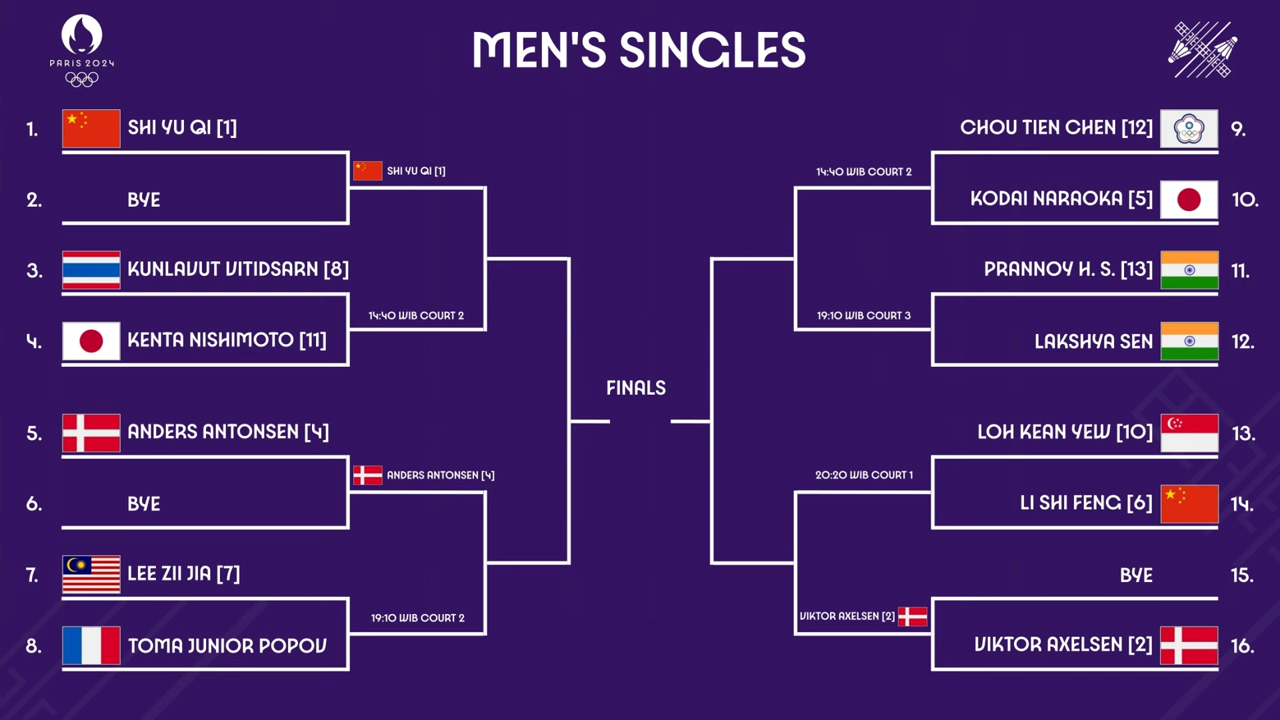 PARIS 2024
MEN'S SINGLES
1. SHI YU QI [1]
2. BYE
SHI YU QI [1]
3. KUNLAVUT VITIDSARN [8]
4. KENTA NISHIMOTO [11]
14:40 WIB COURT 2
5. ANDERS ANTONSEN [4]
6. BYE
ANDERS ANTONSEN [4]
7. LEE ZII JIA [7]
8. TOMA JUNIOR POPOV
19:10 WIB COURT 2
FINALS
CHOU TIEN CHEN [12] 9.
KODAI NARAOKA [5] 10.
14:40 WIB COURT 2
PRANNOY H. S. [13] 11.
LAKSHYA SEN 12.
19:10 WIB COURT 3
LOH KEAN YEW [10] 13.
LI SHI FENG [6] 14.
20:20 WIB COURT 1
BYE 15.
VIKTOR AXELSEN [2] 16.
VIKTOR AXELSEN [2]